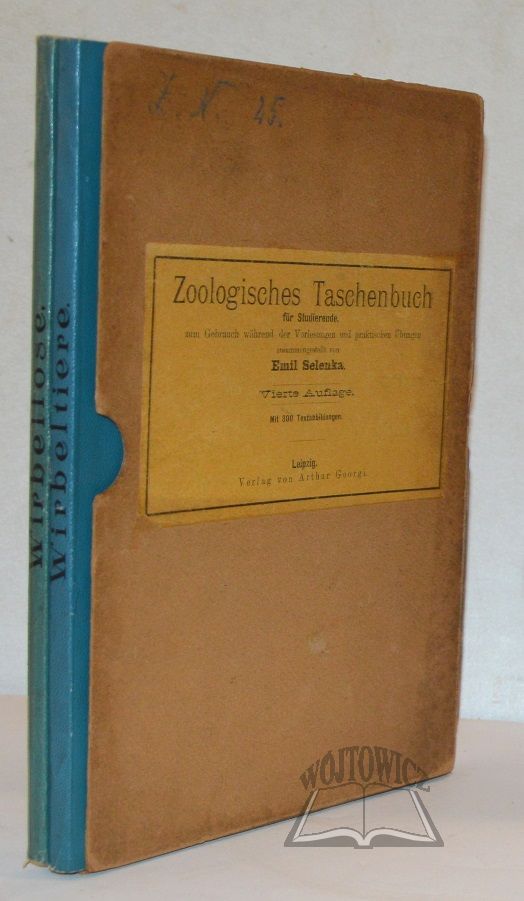 Z. N. 45.
Zoologisches Taschenbuch
für Studierende,
zum Gebrauch während der Vorlesungen und praktischen Übungen
zusammengestellt von
Emil Selenka.
Vierte Auflage.
Mit 800 Textabbildungen.
Leipzig.
Verlag von Arthur Georgi.
Wirbellose.
Wirbeltiere.
WOJTOWICZ